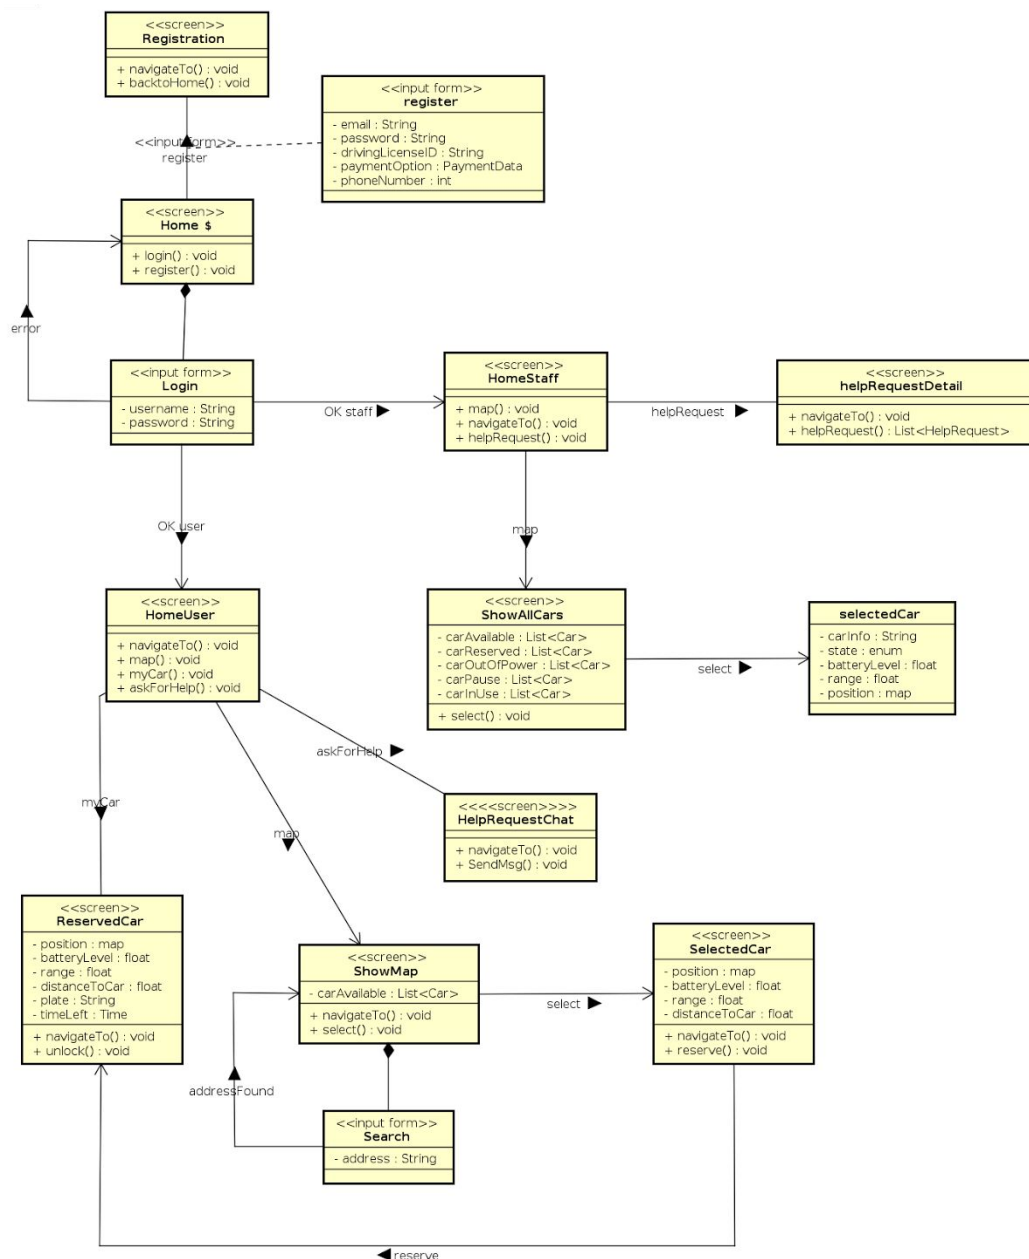 <<screen>>
Registration
+ navigateTo() : void
+ backtoHome() : void
<<input form>>
register
- email : String
- password : String
- drivingLicenseID : String
- paymentOption : PaymentData
- phoneNumber : int
<<input form>>
register
<<screen>>
Home $
+ login() : void
+ register() : void
error
<<input form>>
Login
- username : String
- password : String
OK staff
<<screen>>
HomeStaff
+ map() : void
+ navigateTo() : void
+ helpRequest() : void
helpRequest
<<screen>>
helpRequestDetail
+ navigateTo() : void
+ helpRequest() : List<HelpRequest>
OK user
map
<<screen>>
HomeUser
+ navigateTo() : void
+ map() : void
+ myCar() : void
+ askForHelp() : void
<<screen>>
ShowAllCars
- carAvailable : List<Car>
- carReserved : List<Car>
- carOutOfPower : List<Car>
- carPause : List<Car>
- carInUse : List<Car>
+ select() : void
select
selectedCar
- carInfo : String
- state : enum
- batteryLevel : float
- range : float
- position : map
askForHelp
myCar
map
<<<<screen>>>>
HelpRequestChat
+ navigateTo() : void
+ SendMsg() : void
<<screen>>
ReservedCar
- position : map
- batteryLevel : float
- range : float
- distanceToCar : float
- plate : String
- timeLeft : Time
+ navigateTo() : void
+ unlock() : void
<<screen>>
ShowMap
- carAvailable : List<Car>
+ navigateTo() : void
+ select() : void
select
<<screen>>
SelectedCar
- position : map
- batteryLevel : float
- range : float
- distanceToCar : float
+ navigateTo() : void
+ reserve() : void
addressFound
<<input form>>
Search
- address : String
reserve